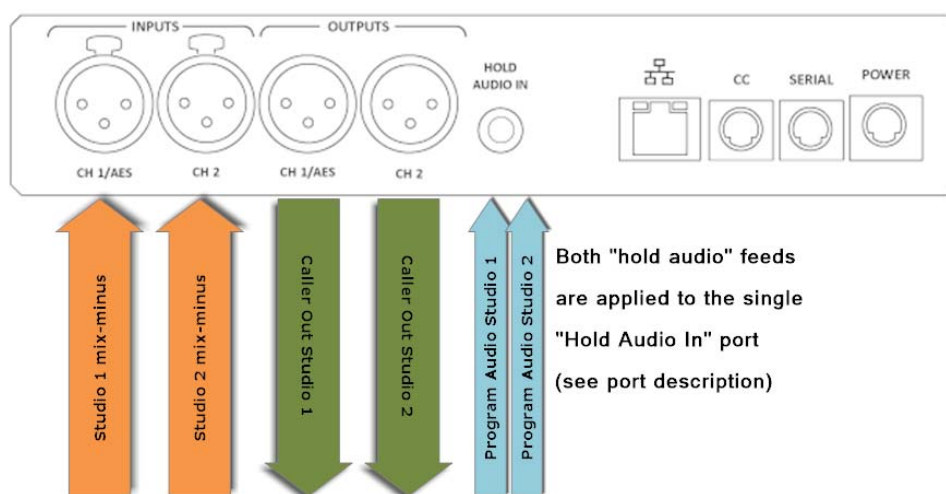 INPUTS
OUTPUTS
HOLD
AUDIO IN
CC
SERIAL
POWER
CH 1/AES
CH 2
CH 1/AES
CH 2
Studio 1 mix-minus
Studio 2 mix-minus
Caller Out Studio 1
Caller Out Studio 2
Program Audio Studio 1
Program Audio Studio 2
Both "hold audio" feeds
are applied to the single
"Hold Audio In" port
(see port description)